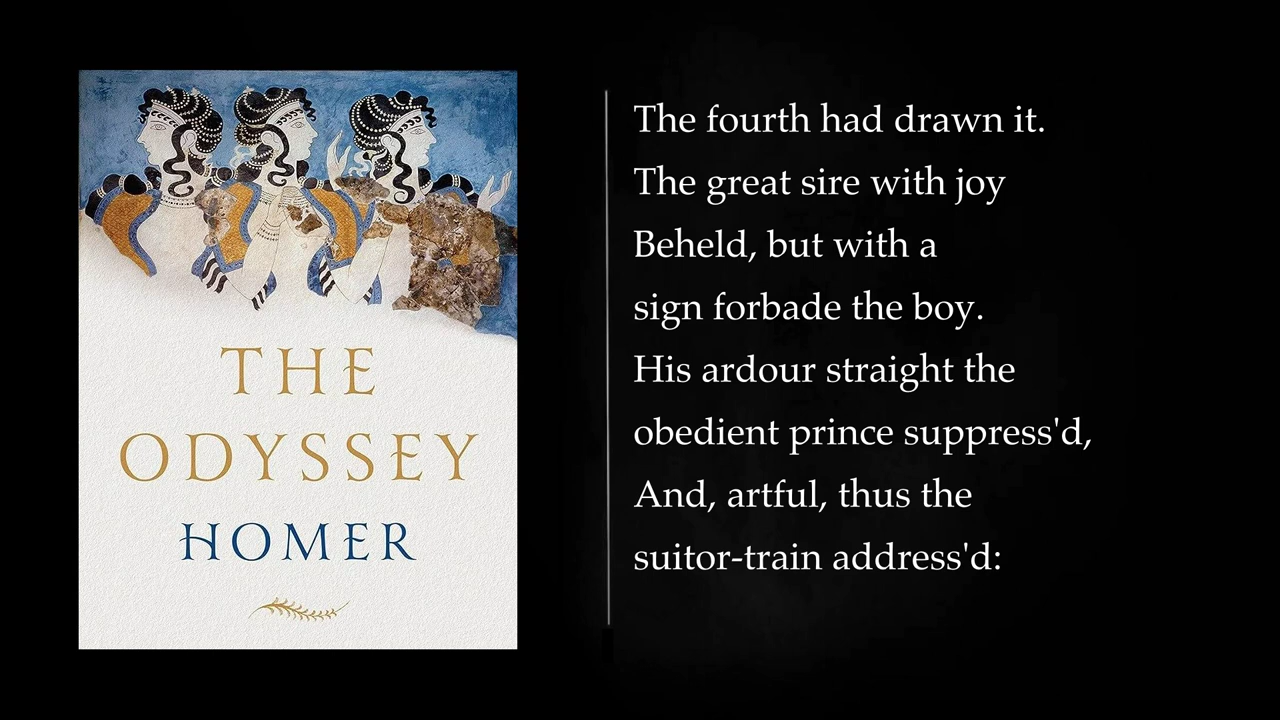 THE
ODYSSEY
HOMER
The fourth had drawn it.
The great sire with joy
Beheld, but with a
sign forbade the boy.
His ardour straight the
obedient prince suppress'd,
And, artful, thus the
suitor-train address'd: